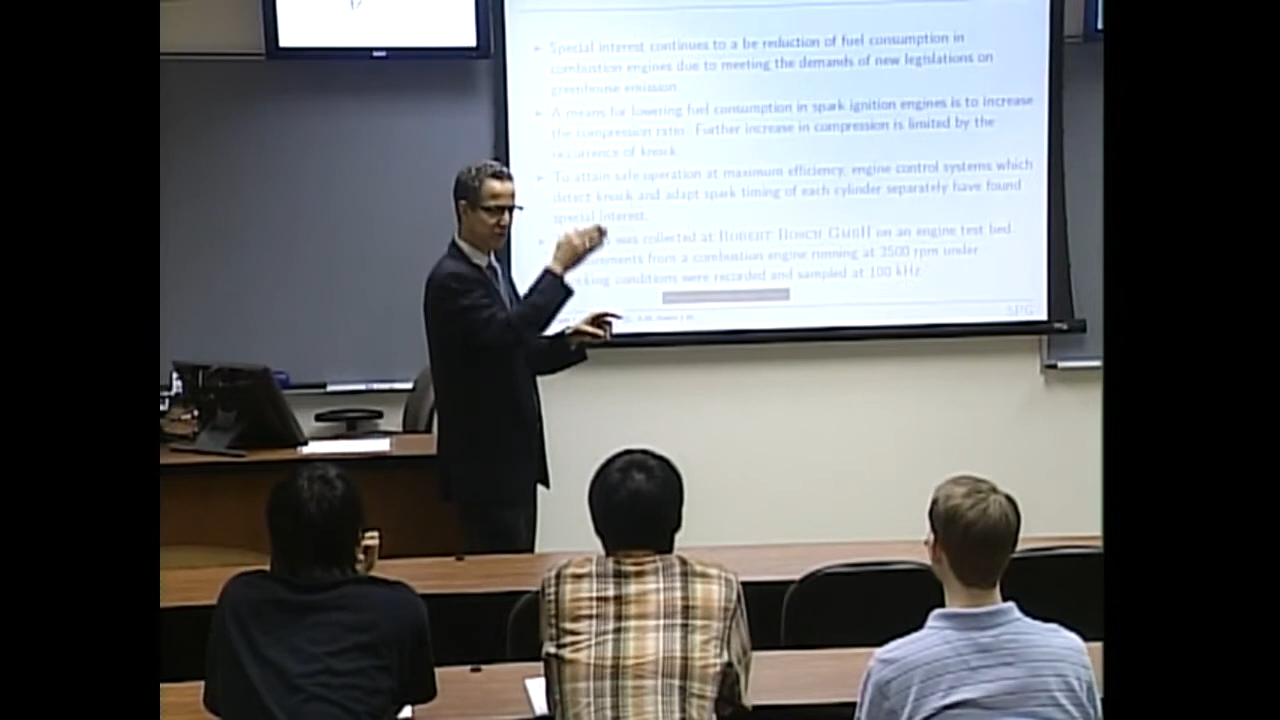 Special interest continues to a be reduction of fuel consumption in
combustion engines due to meeting the demands of new legislations on
greenhouse emission.
A means for lowering fuel consumption in spark ignition engines is to increase
the compression ratio. Further increase in compression is limited by the
occurrence of knock.
To attain safe operation at maximum efficiency, engine control systems which
detect knock and adapt spark timing of each cylinder separately have found
special interest.
was collected at ROBERT BOSCH GMBH on an engine test bed.
from a combustion engine running at 3500 rpm under
conditions were recorded and sampled at 100 kHz.
SPG